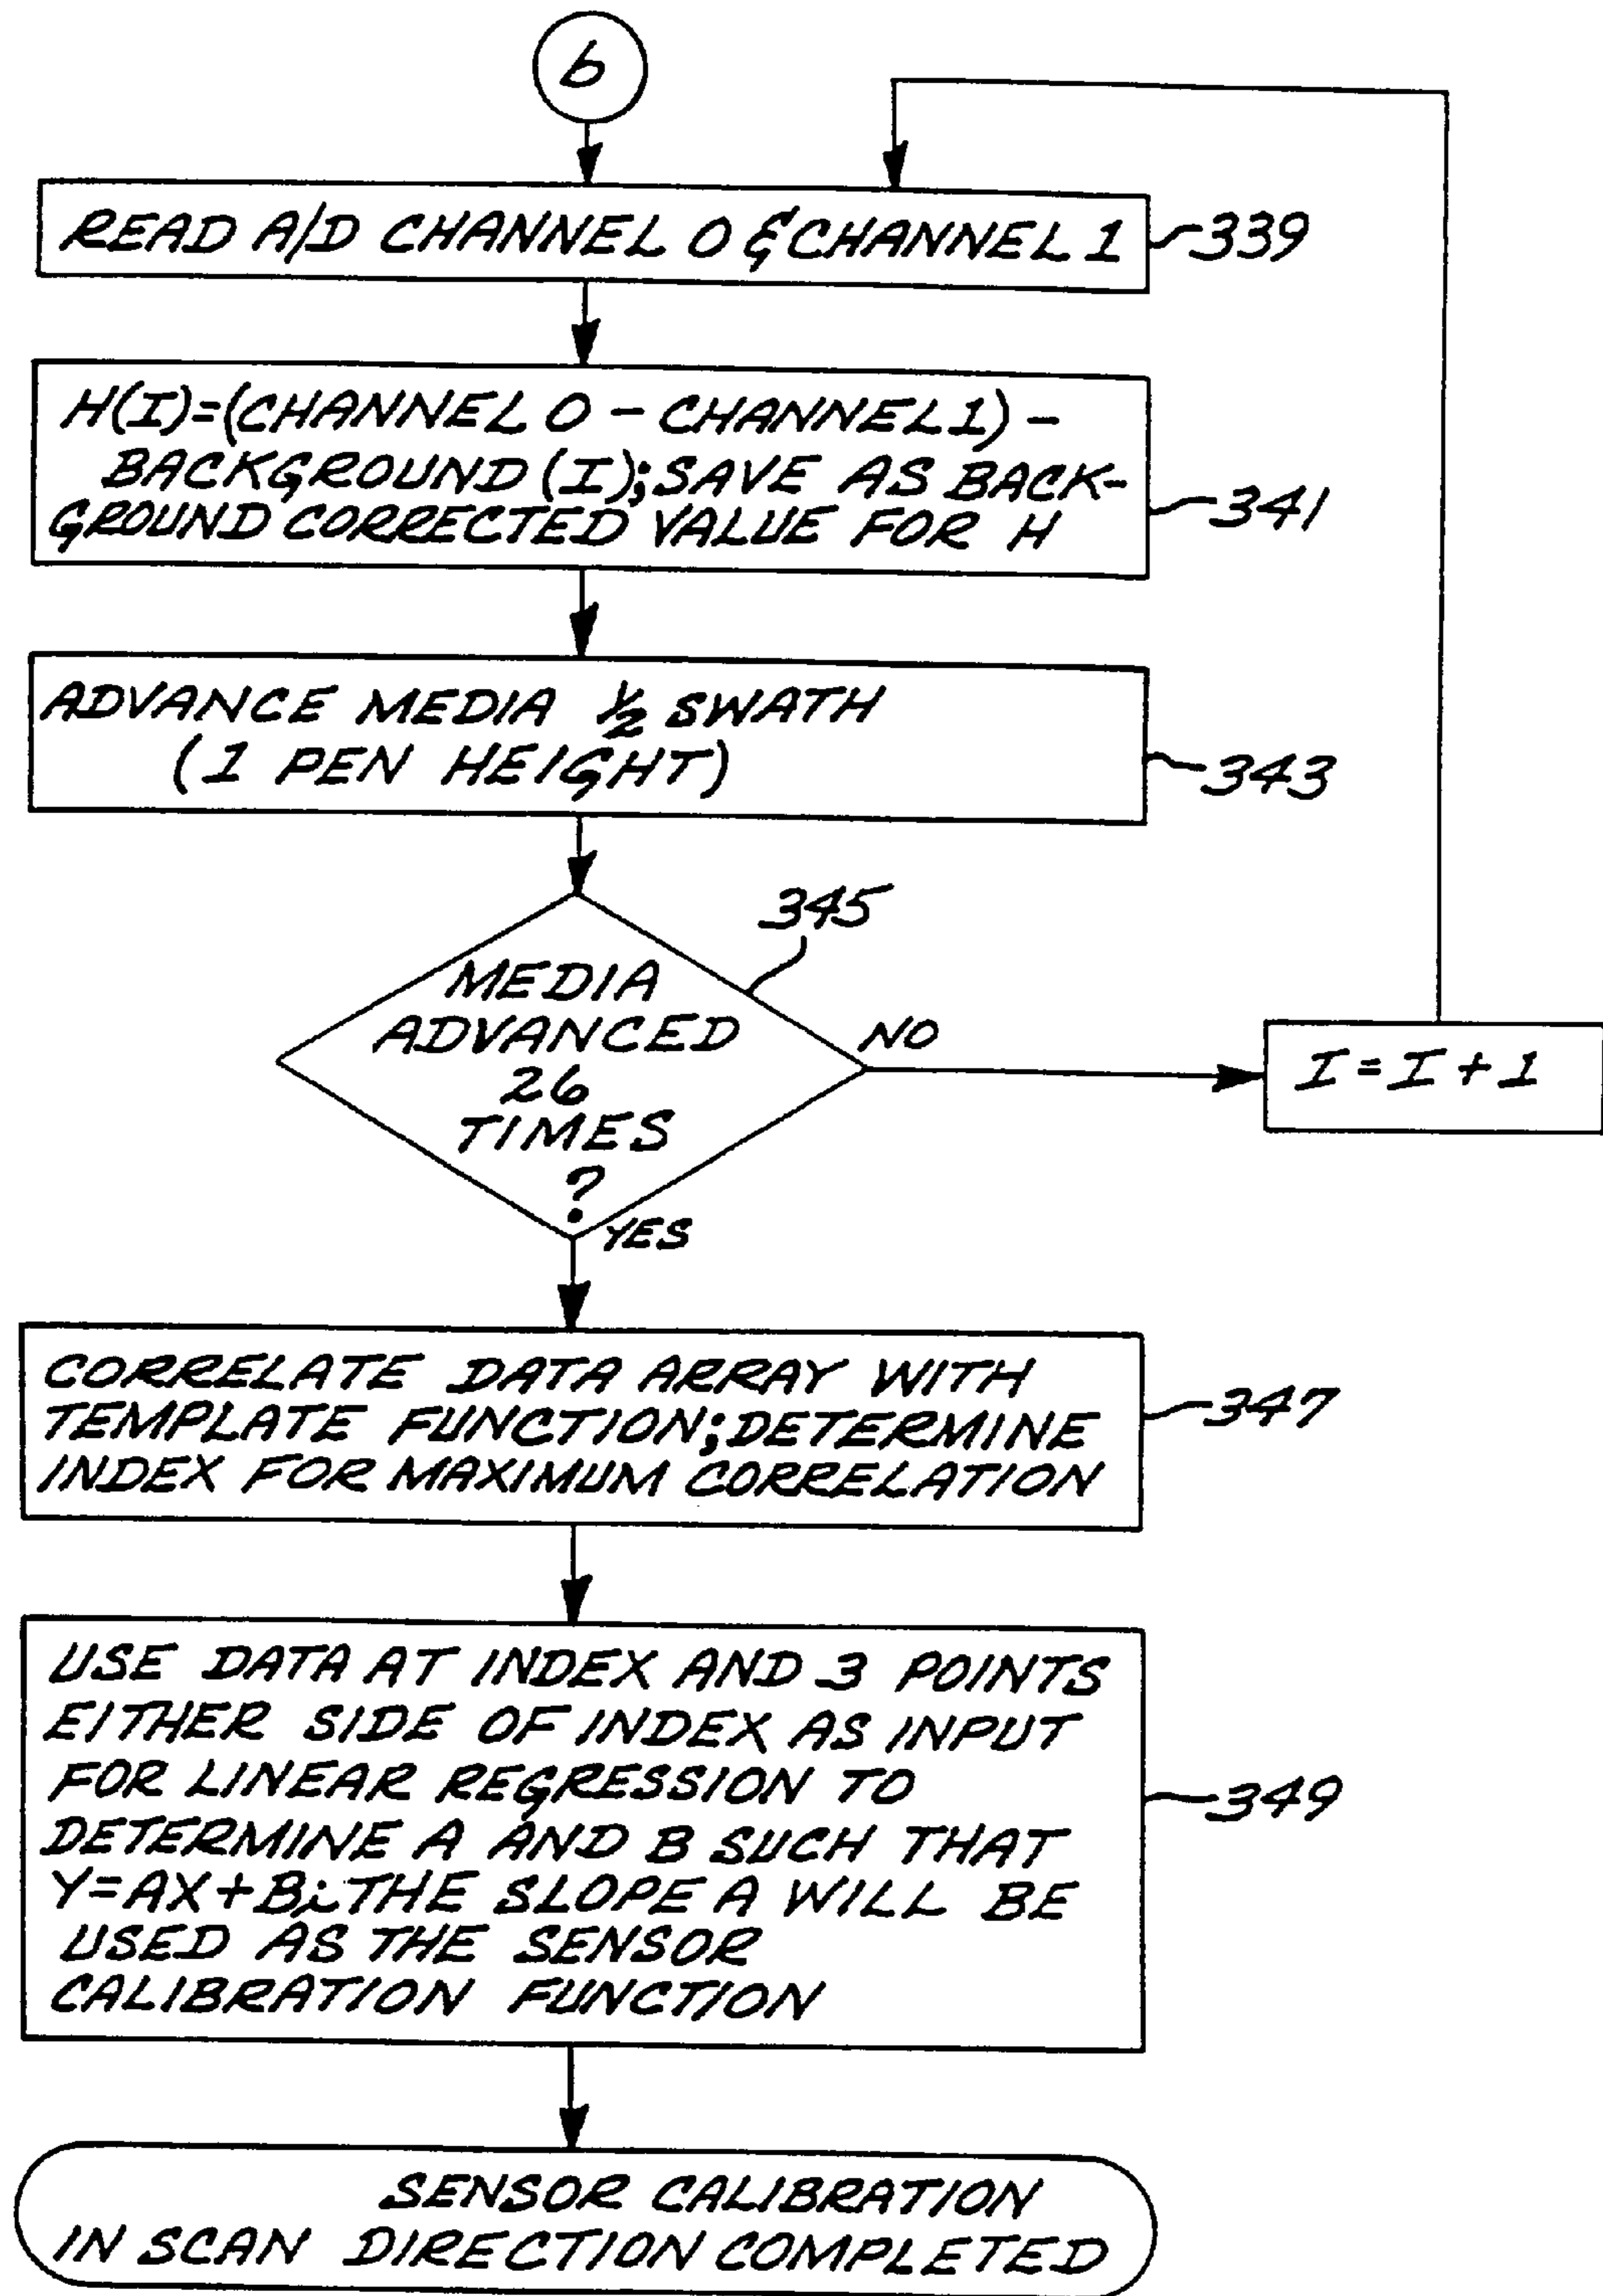 b
READ A/D CHANNEL 0 & CHANNEL 1
339
H(I)=(CHANNEL 0 - CHANNEL 1) -
BACKGROUND (I); SAVE AS BACK-
GROUND CORRECTED VALUE FOR H
341
ADVANCE MEDIA 1/2 SWATH
(1 PEN HEIGHT)
343
345
MEDIA
ADVANCED
26
TIMES
?
NO
I = I + 1
YES
CORRELATE DATA ARRAY WITH
TEMPLATE FUNCTION; DETERMINE
INDEX FOR MAXIMUM CORRELATION
347
USE DATA AT INDEX AND 3 POINTS
EITHER SIDE OF INDEX AS INPUT
FOR LINEAR REGRESSION TO
DETERMINE A AND B SUCH THAT
Y=AX+B; THE SLOPE A WILL BE
USED AS THE SENSOR
CALIBRATION FUNCTION
349
SENSOR CALIBRATION
IN SCAN DIRECTION COMPLETED